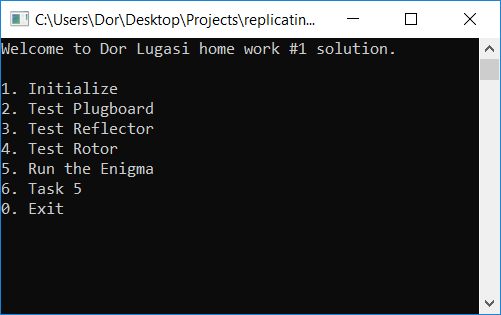 C:\Users\Dor\Desktop\Projects\replicatin...
Welcome to Dor Lugasi home work #1 solution.
1. Initialize
2. Test Plugboard
3. Test Reflector
4. Test Rotor
5. Run the Enigma
6. Task 5
0. Exit